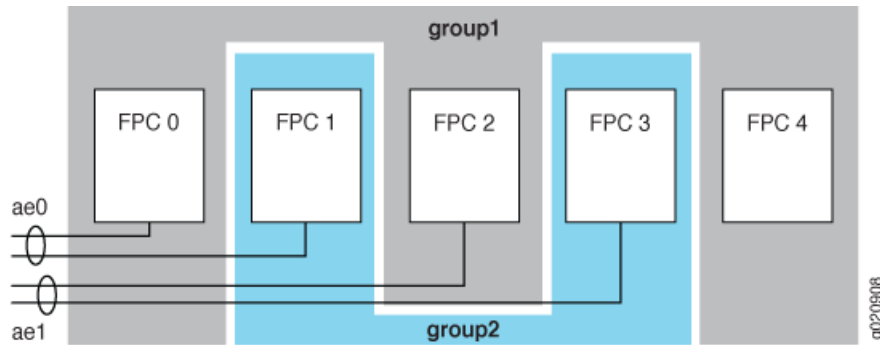 group1
FPC 0
FPC 1
FPC 2
FPC 3
FPC 4
ae0
ae1
group2
g020908